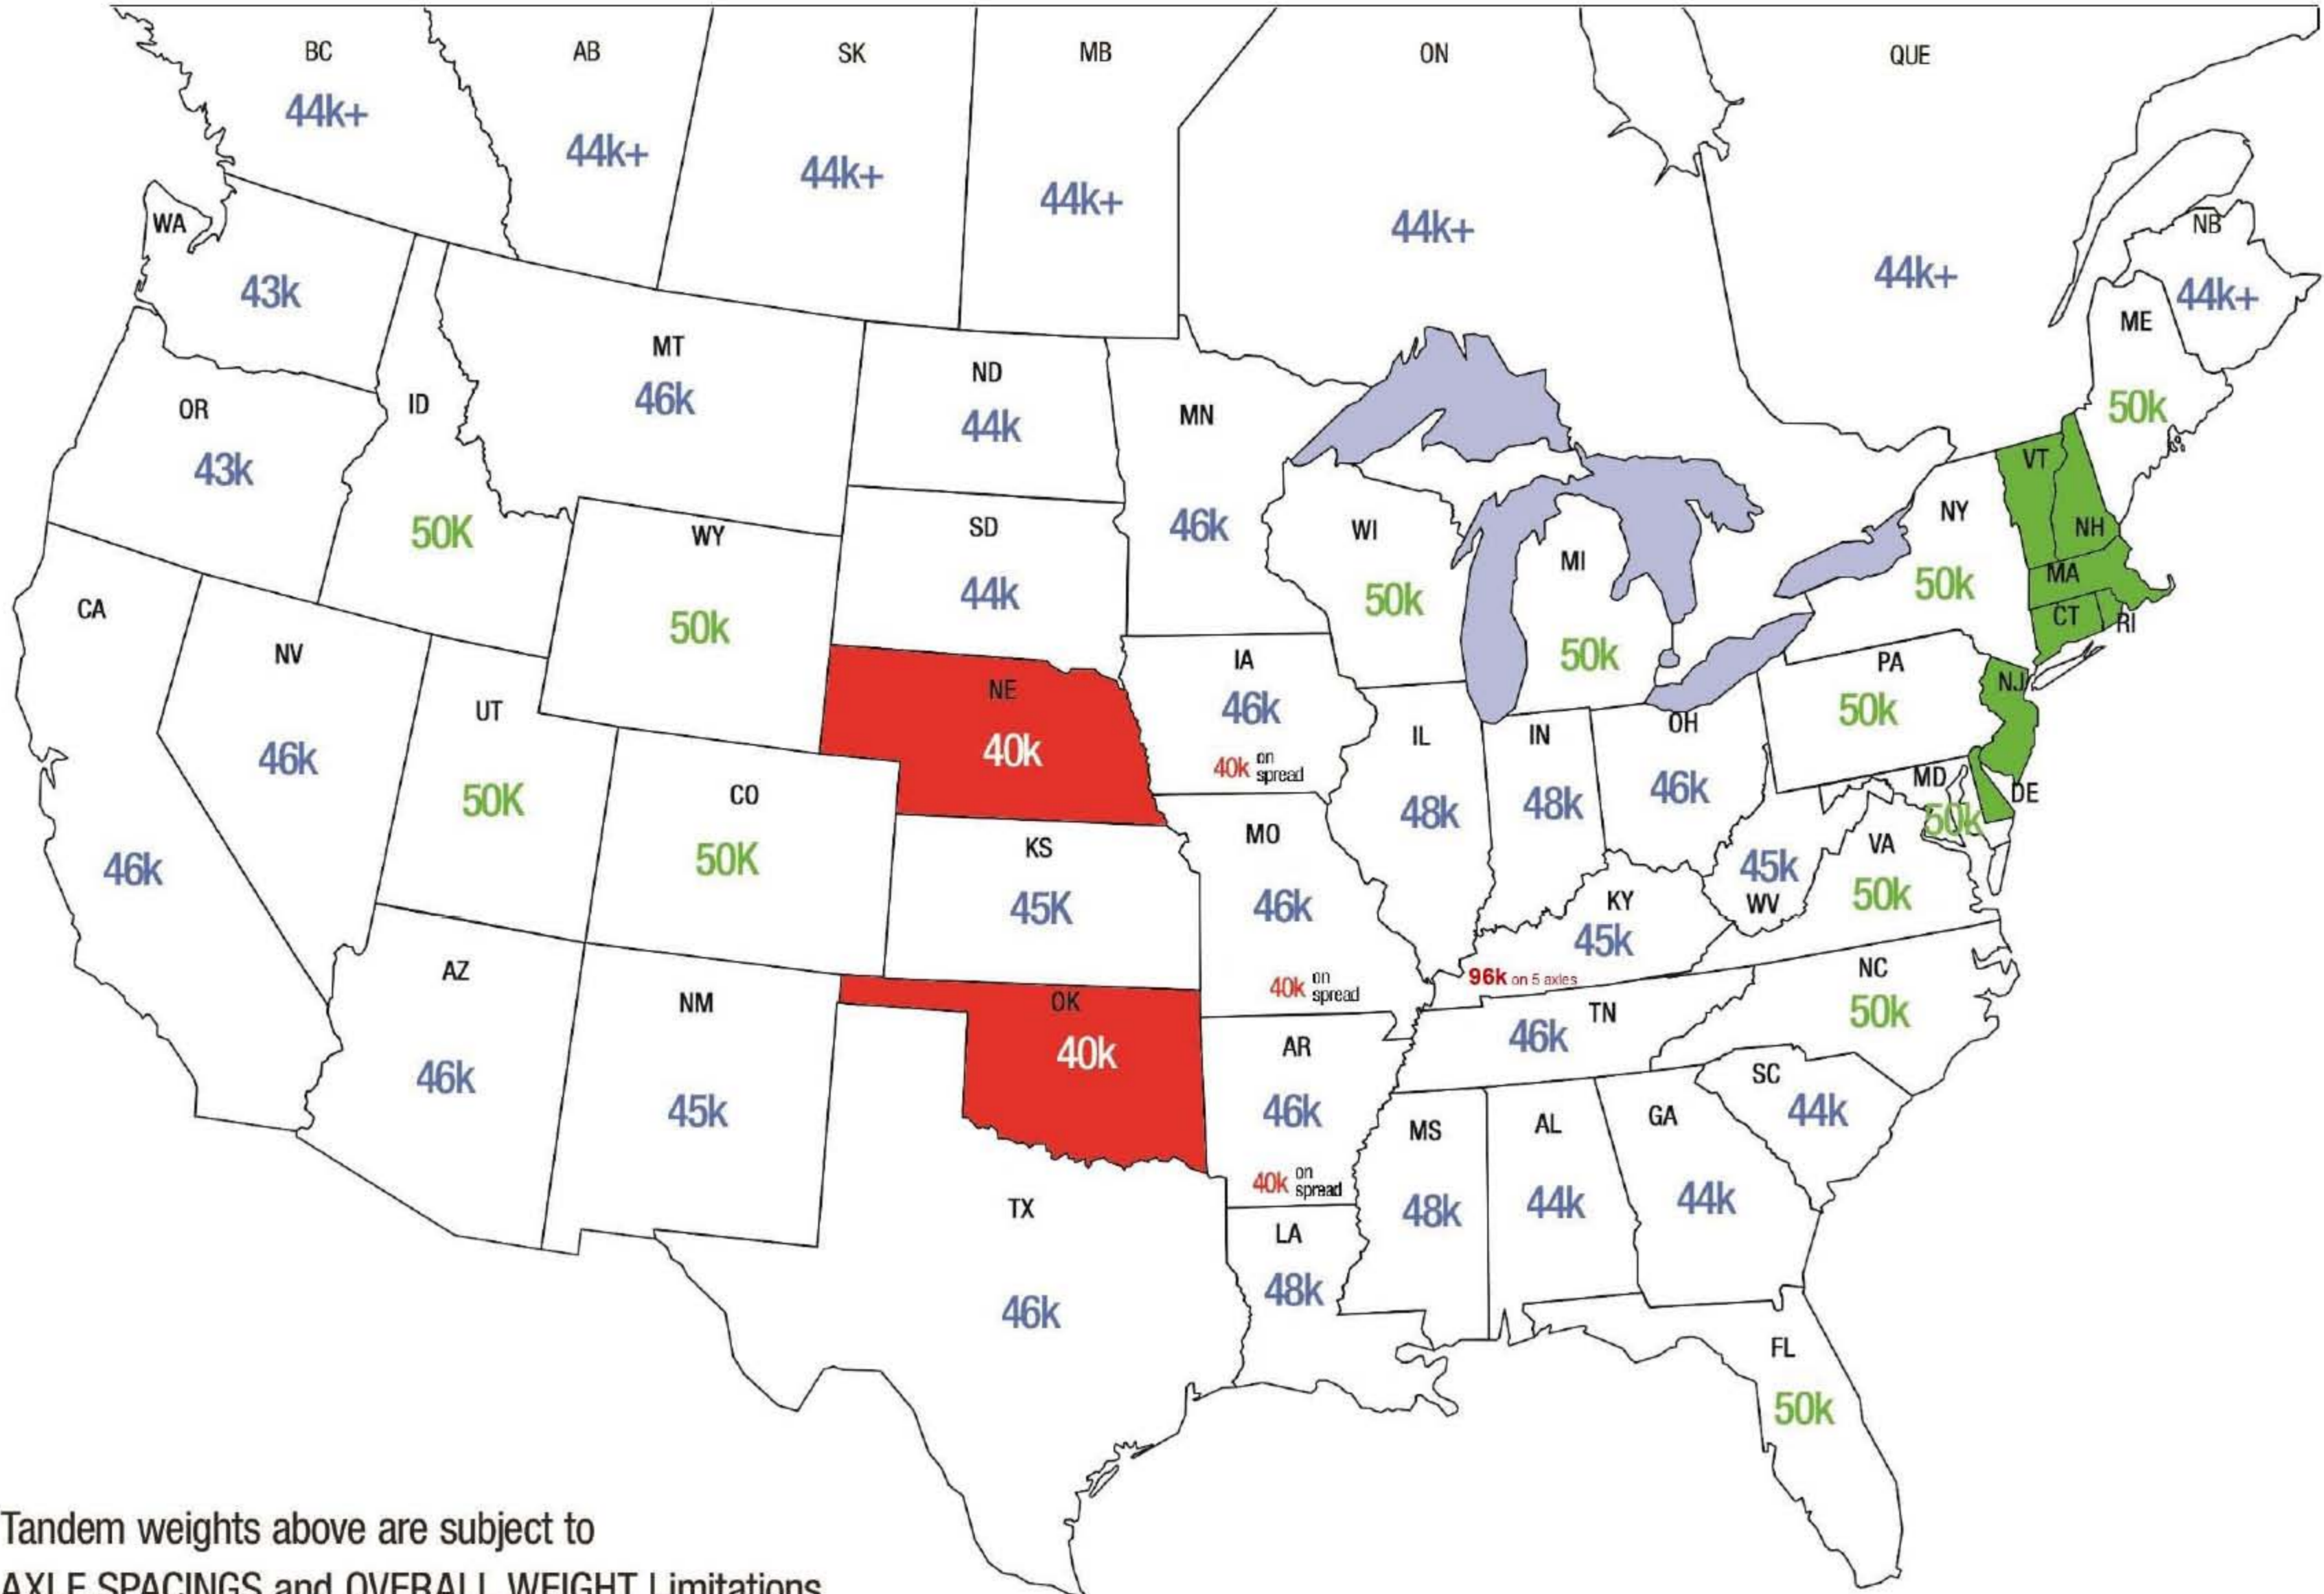 BC
44k+
AB
44k+
SK
44k+
MB
44k+
ON
44k+
QUE
44k+
NB
44k+
WA
43k
OR
43k
ID
50K
MT
46k
ND
44k
MN
46k
WI
50k
MI
50k
NY
50k
ME
50k
VT
NH
MA
CT
RI
CA
46k
NV
46k
UT
50K
WY
50k
SD
44k
NE
40k
IA
46k
40k on
spread
IL
48k
IN
48k
OH
46k
PA
50k
NJ
MD
50k
DE
CO
50K
KS
45K
MO
46k
40k on
spread
KY
45k
96k on 5 axles
45k
WV
VA
50k
AZ
46k
NM
45k
OK
40k
AR
46k
40k on
spread
TN
46k
NC
50k
SC
44k
TX
46k
LA
48k
MS
48k
AL
44k
GA
44k
FL
50k
Tandem weights above are subject to
AXLE SPACINGS and OVERALL WEIGHT Limitations